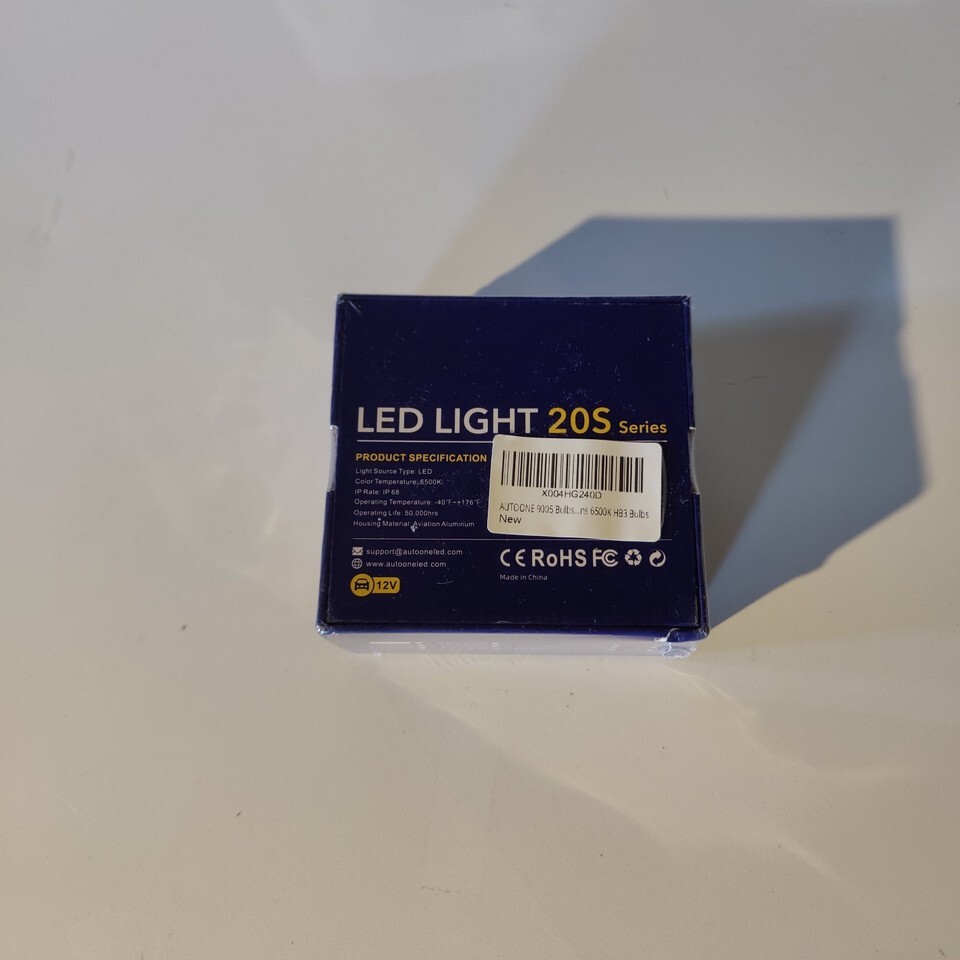 LED LIGHT 20S Series
PRODUCT SPECIFICATION
Light Source Type: LED
Color Temperature: 6500K
IP Rate: IP 68
Operating Temperature: -40°F~+176°F
Operating Life: 50,000hrs
Housing Material: Aviation Aluminum
X004HG240D
AUTOONE 9005 Bulbs...ns 6500K HB3 Bulbs
New
support@autooneled.com
www.autooneled.com
12V
CE RoHS FC
Made in China